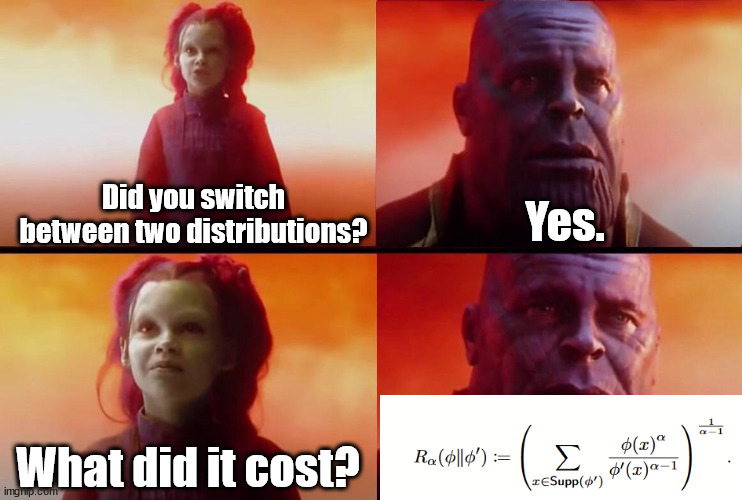 Did you switch
between two distributions?
Yes.
What did it cost?
R_α(φ‖φ′) := ( ∑_{x∈Supp(φ′)} φ(x)^α / φ′(x)^{α−1} )^{1/(α−1)}.
imgflip.com